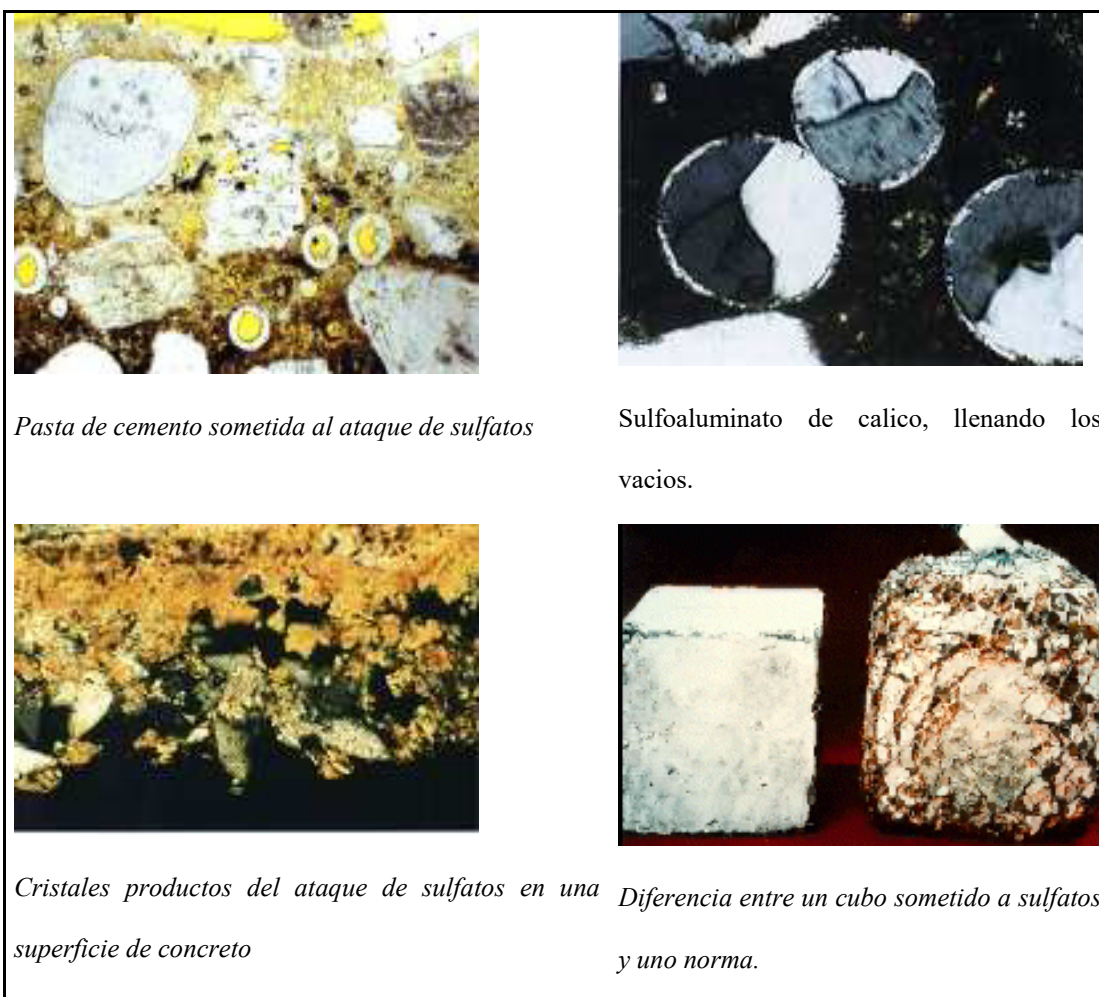 Pasta de cemento sometida al ataque de sulfatos
Sulfoaluminato de calico, llenando los
vacios.
Cristales productos del ataque de sulfatos en una
superficie de concreto
Diferencia entre un cubo sometido a sulfatos
y uno norma.